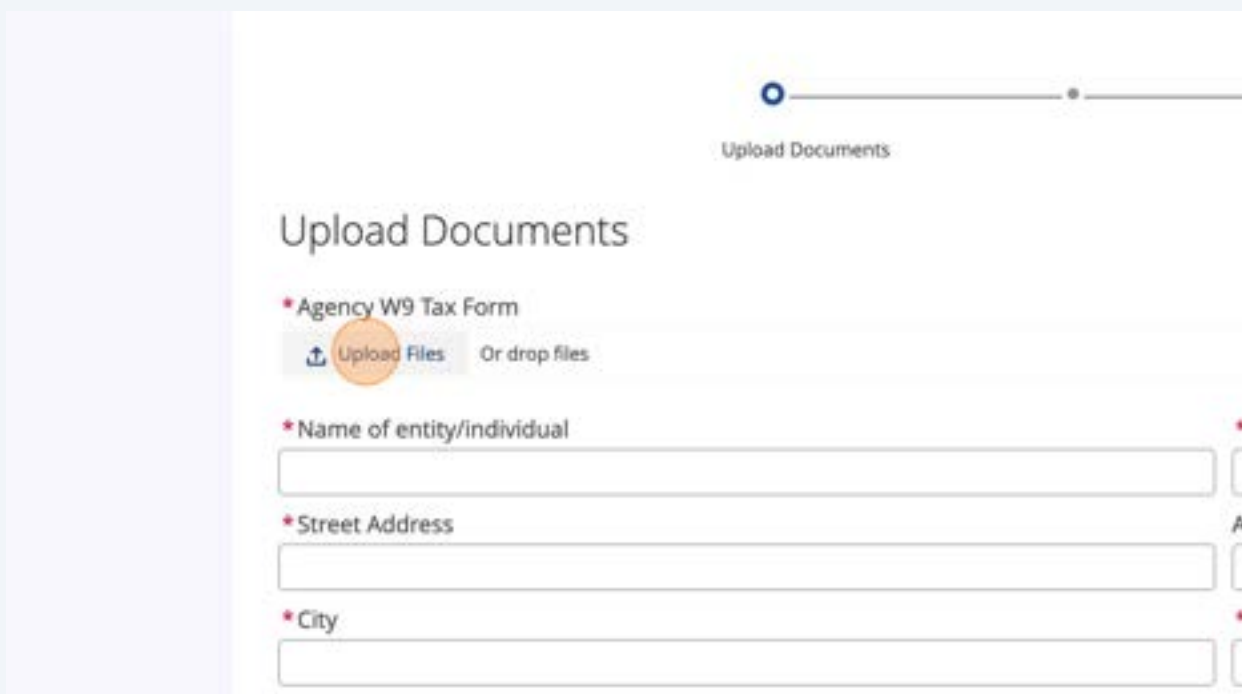 Upload Documents
Upload Documents
*Agency W9 Tax Form
Upload Files Or drop files
*Name of entity/individual
*
*Street Address
A
*City
*